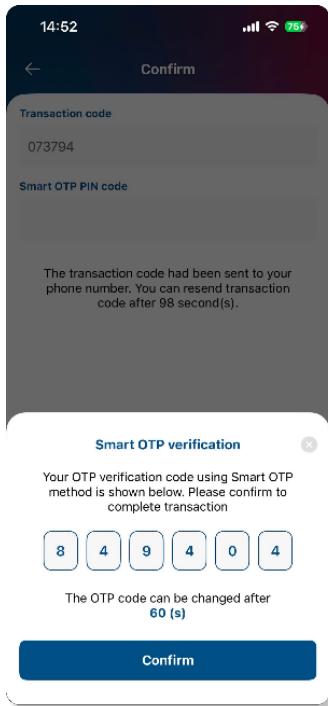 14:52
75
Confirm
Transaction code
073794
Smart OTP PIN code
The transaction code had been sent to your
phone number. You can resend transaction
code after 98 second(s).
Smart OTP verification
Your OTP verification code using Smart OTP
method is shown below. Please confirm to
complete transaction
8 4 9 4 0 4
The OTP code can be changed after
60 (s)
Confirm